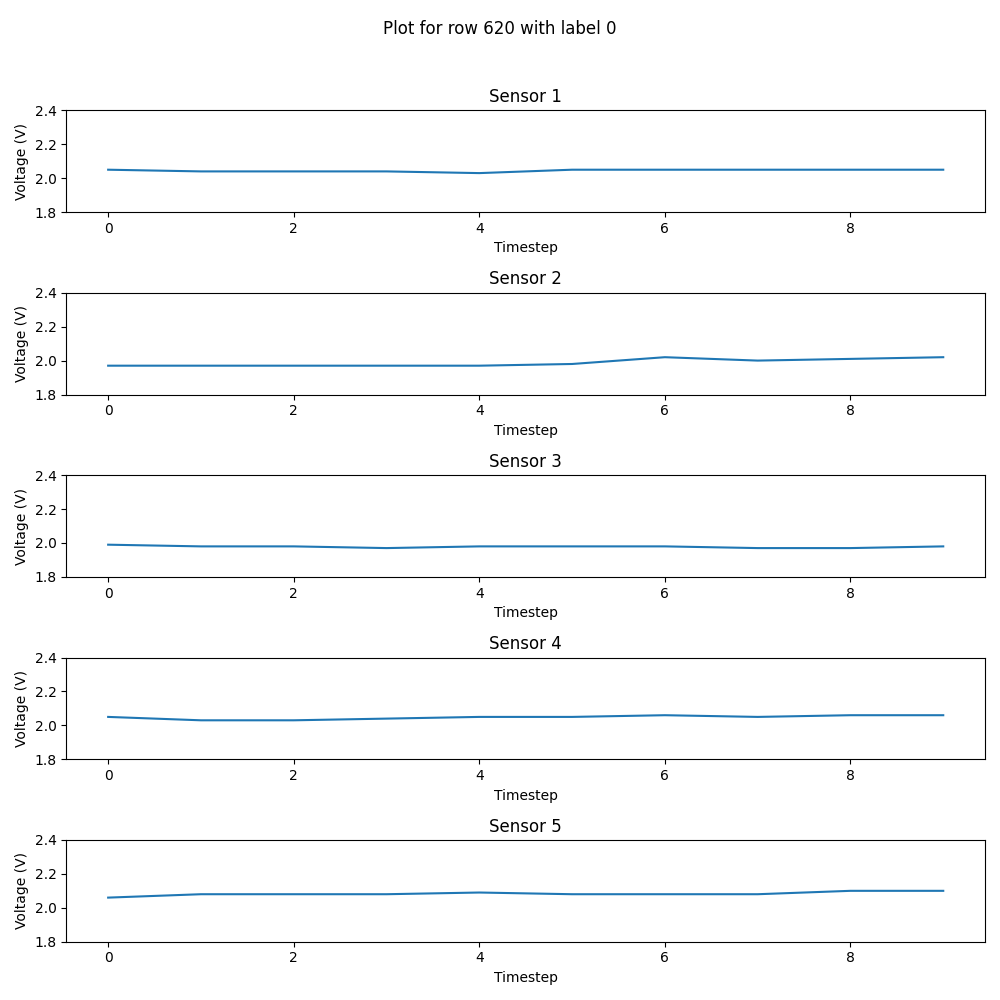 Plot for row 620 with label 0
Sensor 1
Voltage (V)
2.4
2.2
2.0
1.8
0 2 4 6 8
Timestep
Sensor 2
Voltage (V)
2.4
2.2
2.0
1.8
0 2 4 6 8
Timestep
Sensor 3
Voltage (V)
2.4
2.2
2.0
1.8
0 2 4 6 8
Timestep
Sensor 4
Voltage (V)
2.4
2.2
2.0
1.8
0 2 4 6 8
Timestep
Sensor 5
Voltage (V)
2.4
2.2
2.0
1.8
0 2 4 6 8
Timestep